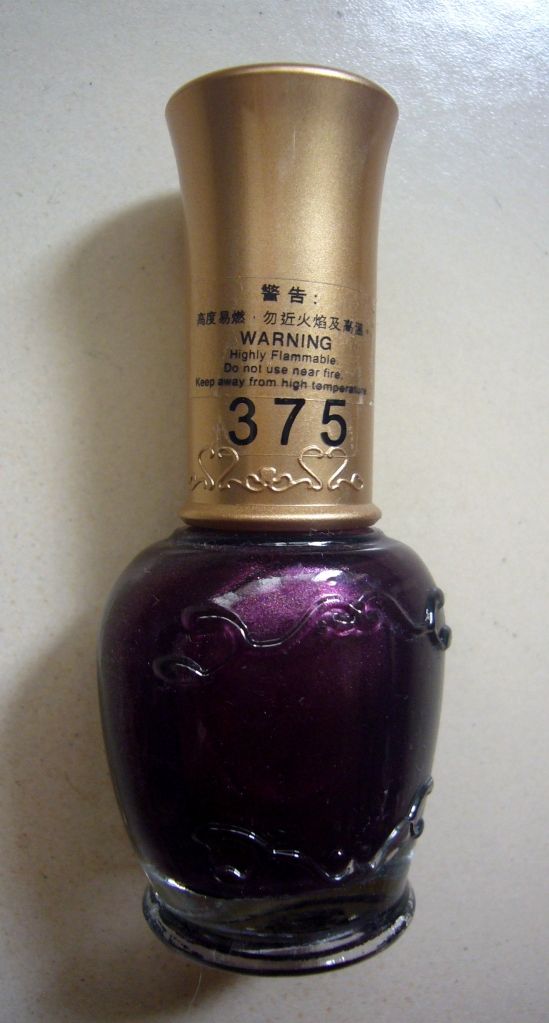 警告:
高度易燃,勿近火焰及高溫。
WARNING
Highly Flammable.
Do not use near fire.
Keep away from high temperature
375